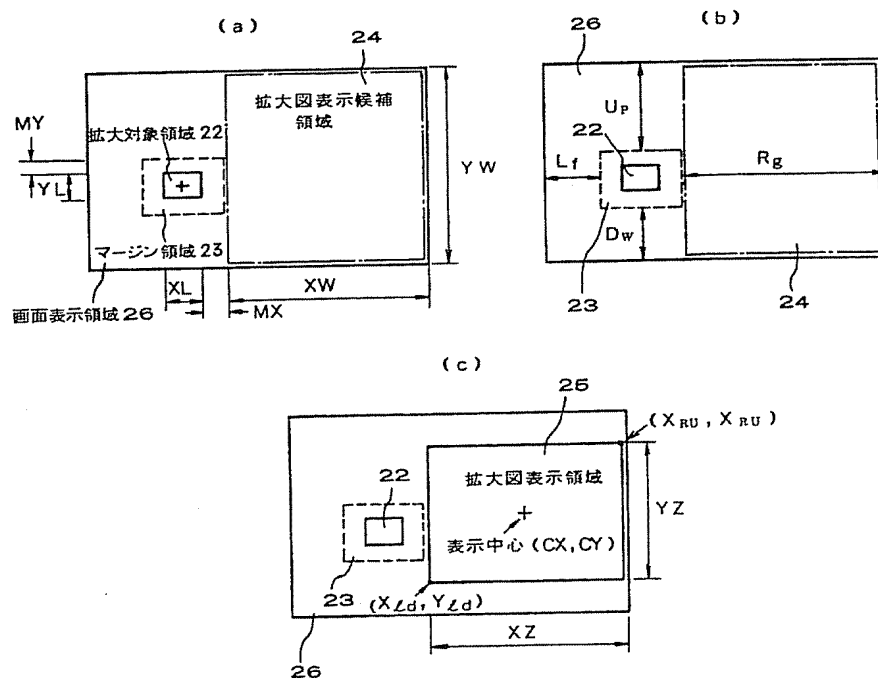 (a)
24
拡大図表示候補
領域
MY
拡大対象領域22
YL
YW
マージン領域23
XL
XW
画面表示領域26
MX
(b)
26
UP
22
Lf
Rg
DW
23
24
(c)
25
(XRU, XRU)
22
拡大図表示領域
YZ
表示中心(CX, CY)
23
(Xℓd, Yℓd)
XZ
26